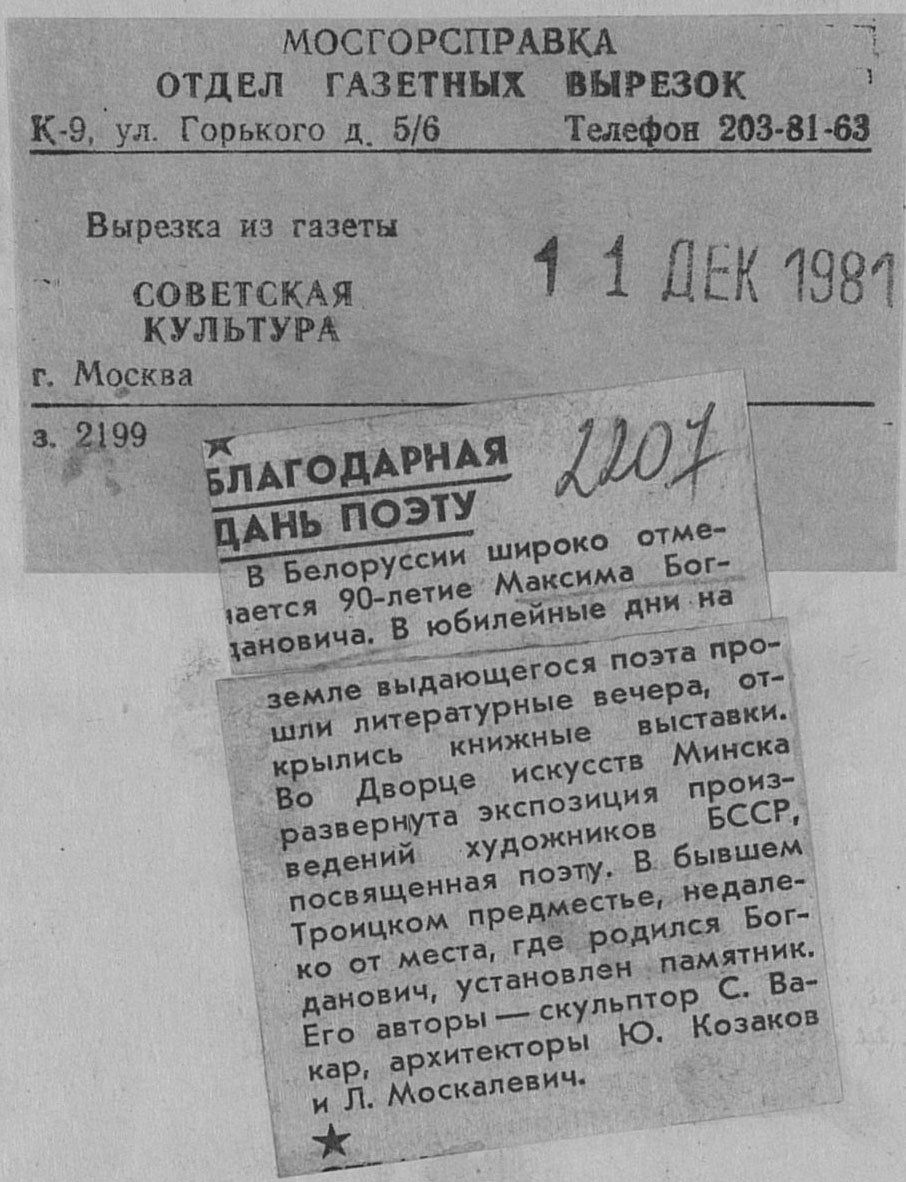 МОСГОРСПРАВКА
ОТДЕЛ ГАЗЕТНЫХ ВЫРЕЗОК
К-9, ул. Горького д. 5/6 Телефон 203-81-63
Вырезка из газеты
11 ДЕК 1981
СОВЕТСКАЯ
КУЛЬТУРА
г. Москва
з. 2199
2207
БЛАГОДАРНАЯ
ДАНЬ ПОЭТУ
В Белоруссии широко отме-
чается 90-летие Максима Бог-
дановича. В юбилейные дни на
земле выдающегося поэта про-
шли литературные вечера, от-
крылись книжные выставки.
Во Дворце искусств Минска
развернута экспозиция произ-
ведений художников БССР,
посвященная поэту. В бывшем
Троицком предместье, недале-
ко от места, где родился Бог-
данович, установлен памятник.
Его авторы — скульптор С. Ва-
кар, архитекторы Ю. Козаков
и Л. Москалевич.